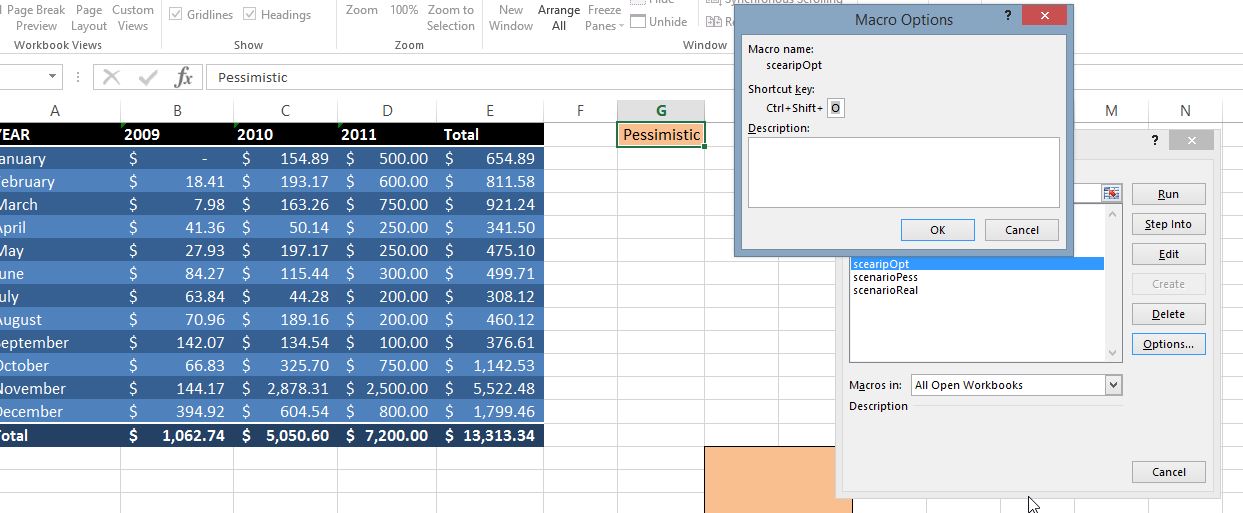 Page Break Page Custom
Preview Layout Views
Workbook Views
Gridlines Headings
Show
Zoom 100% Zoom to
Selection
Zoom
New Arrange Freeze
Window All Panes
Hide
Unhide
Synchronous Scrolling
Window
fx Pessimistic
A B C D E F G M N
YEAR 2009 2010 2011 Total
Pessimistic
anuary $ - $ 154.89 $ 500.00 $ 654.89
ebruary $ 18.41 $ 193.17 $ 600.00 $ 811.58
March $ 7.98 $ 163.26 $ 750.00 $ 921.24
April $ 41.36 $ 50.14 $ 250.00 $ 341.50
May $ 27.93 $ 197.17 $ 250.00 $ 475.10
une $ 84.27 $ 115.44 $ 300.00 $ 499.71
uly $ 63.84 $ 44.28 $ 200.00 $ 308.12
August $ 70.96 $ 189.16 $ 200.00 $ 460.12
eptember $ 142.07 $ 134.54 $ 100.00 $ 376.61
October $ 66.83 $ 325.70 $ 750.00 $ 1,142.53
November $ 144.17 $ 2,878.31 $ 2,500.00 $ 5,522.48
December $ 394.92 $ 604.54 $ 800.00 $ 1,799.46
Total $ 1,062.74 $ 5,050.60 $ 7,200.00 $ 13,313.34
Macro Options ? ×
Macro name:
scearipOpt
Shortcut key:
Ctrl+Shift+ O
Description:
OK Cancel
? ×
scearipOpt
scenarioPess
scenarioReal
Run
Step Into
Edit
Create
Delete
Options...
Macros in: All Open Workbooks
Description
Cancel